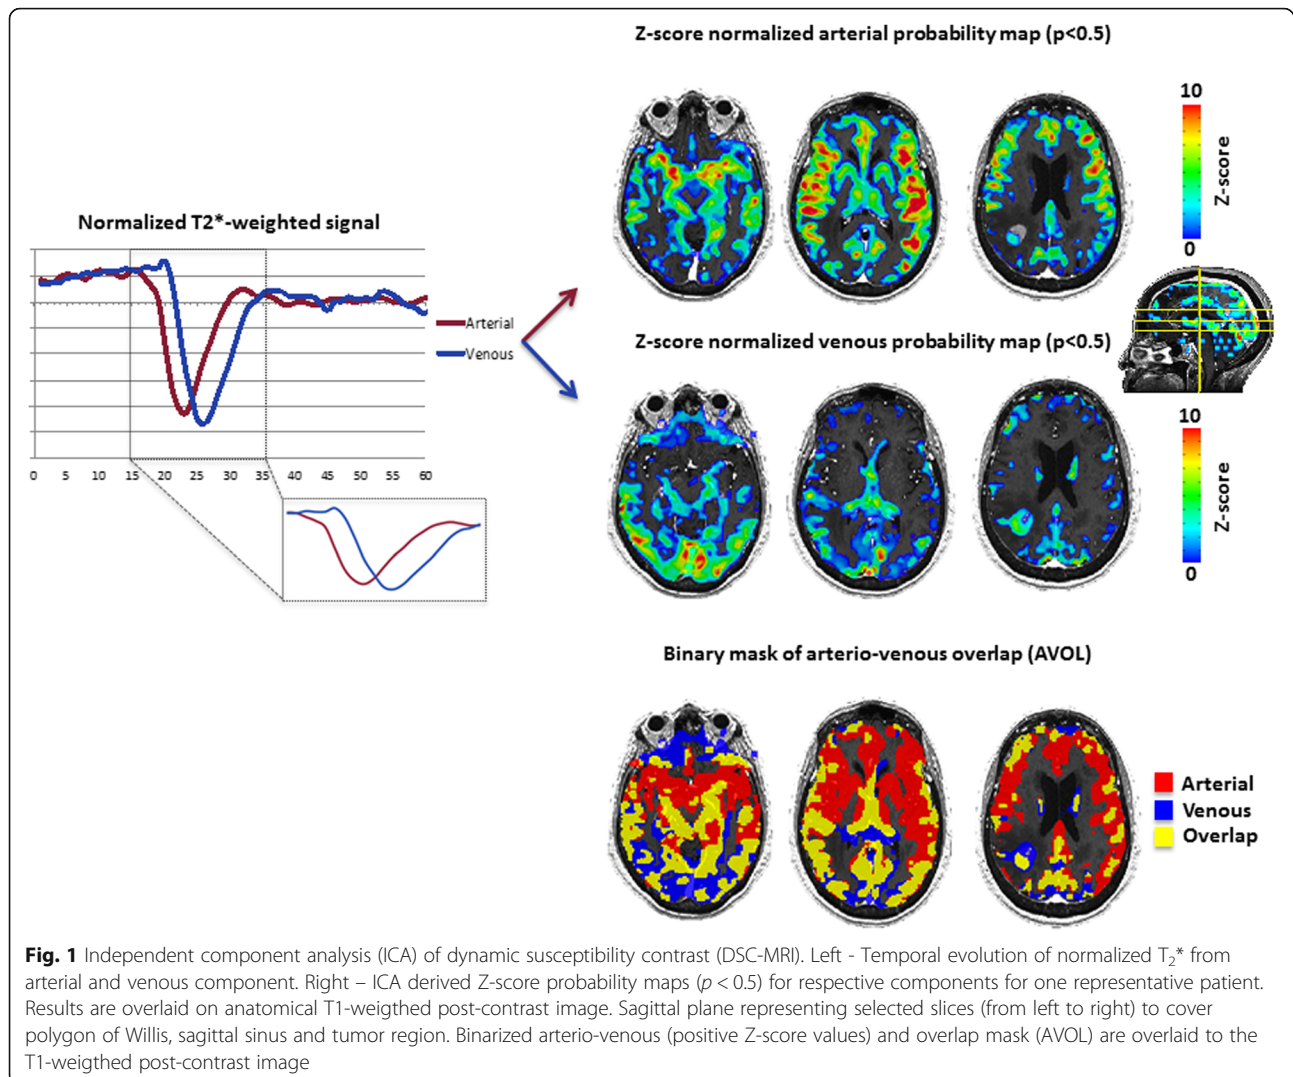 Z-score normalized arterial probability map (p<0.5)
10
Z-score
0
Normalized T2*-weighted signal
0 5 10 15 20 25 30 35 40 45 50 55 60
Arterial
Venous
Z-score normalized venous probability map (p<0.5)
10
Z-score
0
Binary mask of arterio-venous overlap (AVOL)
Arterial
Venous
Overlap
Fig. 1 Independent component analysis (ICA) of dynamic susceptibility contrast (DSC-MRI). Left - Temporal evolution of normalized T₂* from
arterial and venous component. Right – ICA derived Z-score probability maps (p < 0.5) for respective components for one representative patient.
Results are overlaid on anatomical T1-weigthed post-contrast image. Sagittal plane representing selected slices (from left to right) to cover
polygon of Willis, sagittal sinus and tumor region. Binarized arterio-venous (positive Z-score values) and overlap mask (AVOL) are overlaid to the
T1-weigthed post-contrast image